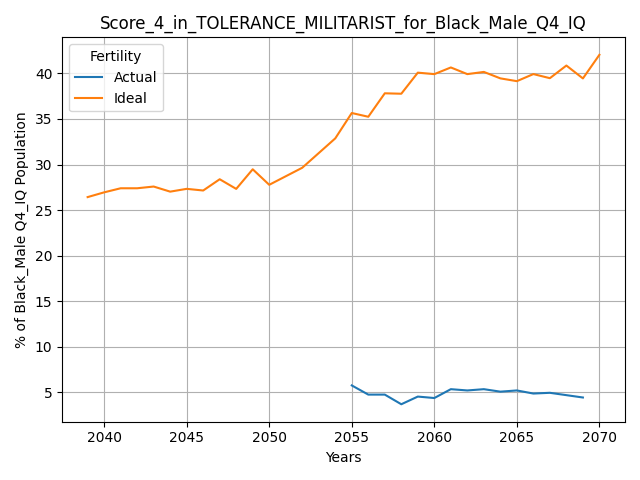 Score_4_in_TOLERANCE_MILITARIST_for_Black_Male_Q4_IQ
Fertility
Actual
Ideal
% of Black_Male Q4_IQ Population
40
35
30
25
20
15
10
5
2040 2045 2050 2055 2060 2065 2070
Years